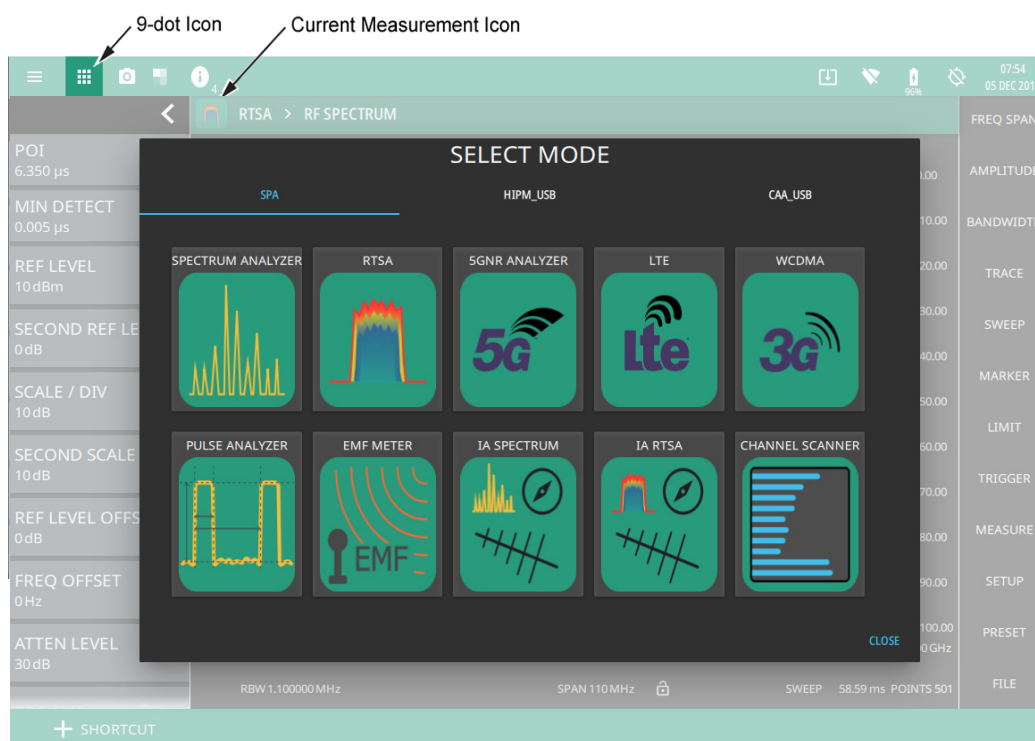 9-dot Icon
Current Measurement Icon
4
96%
07:54
05 DEC 201
RTSA > RF SPECTRUM
POI
6.350 µs
MIN DETECT
0.005 µs
REF LEVEL
10 dBm
SECOND REF LE
0 dB
SCALE / DIV
10 dB
SECOND SCALE
10 dB
REF LEVEL OFFS
0 dB
FREQ OFFSET
0 Hz
ATTEN LEVEL
30 dB
SELECT MODE
SPA
HIPM_USB
CAA_USB
SPECTRUM ANALYZER
RTSA
5GNR ANALYZER
LTE
WCDMA
5G
Lte
3G
PULSE ANALYZER
EMF METER
IA SPECTRUM
IA RTSA
CHANNEL SCANNER
EMF
CLOSE
0.00
10.00
20.00
30.00
40.00
50.00
60.00
70.00
80.00
90.00
100.00
0 GHz
FREQ SPAN
AMPLITUDE
BANDWIDTH
TRACE
SWEEP
MARKER
LIMIT
TRIGGER
MEASURE
SETUP
PRESET
FILE
RBW 1.100000 MHz
SPAN 110 MHz
SWEEP 58.59 ms POINTS 501
+ SHORTCUT